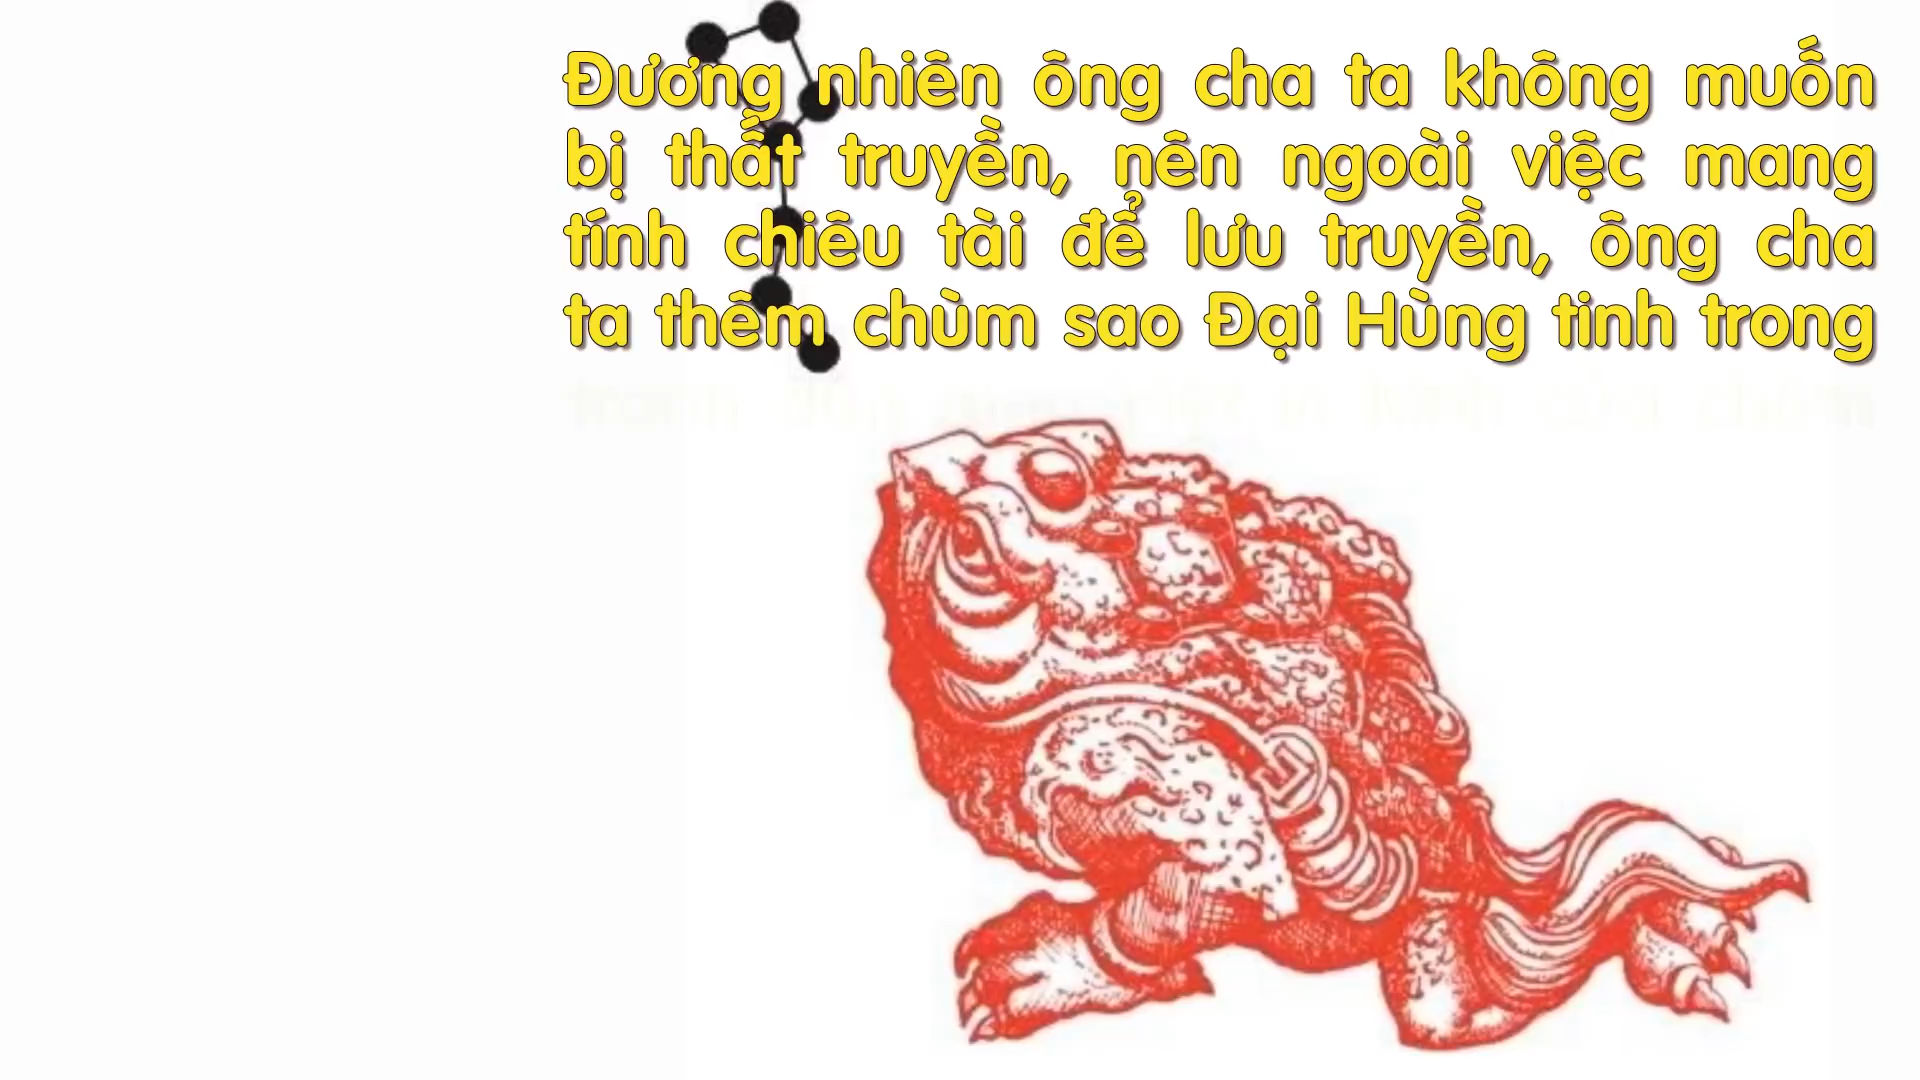 Đương nhiên ông cha ta không muốn
bị thất truyền, nên ngoài việc mang
tính chiêu tài để lưu truyền, ông cha
ta thêm chùm sao Đại Hùng tinh trong